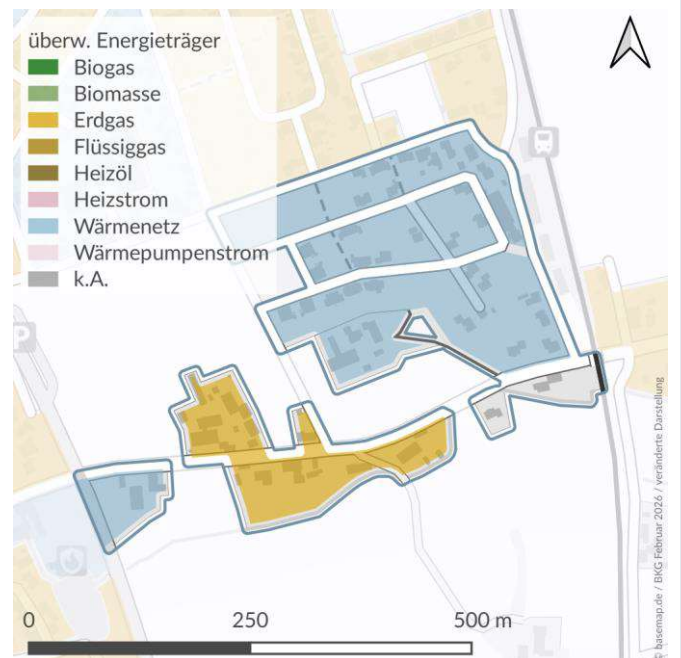 überw. Energieträger
Biogas
Biomasse
Erdgas
Flüssiggas
Heizöl
Heizstrom
Wärmenetz
Wärmepumpenstrom
k.A.
P
© basemap.de / BKG Februar 2026 / veränderte Darstellung
0 250 500 m